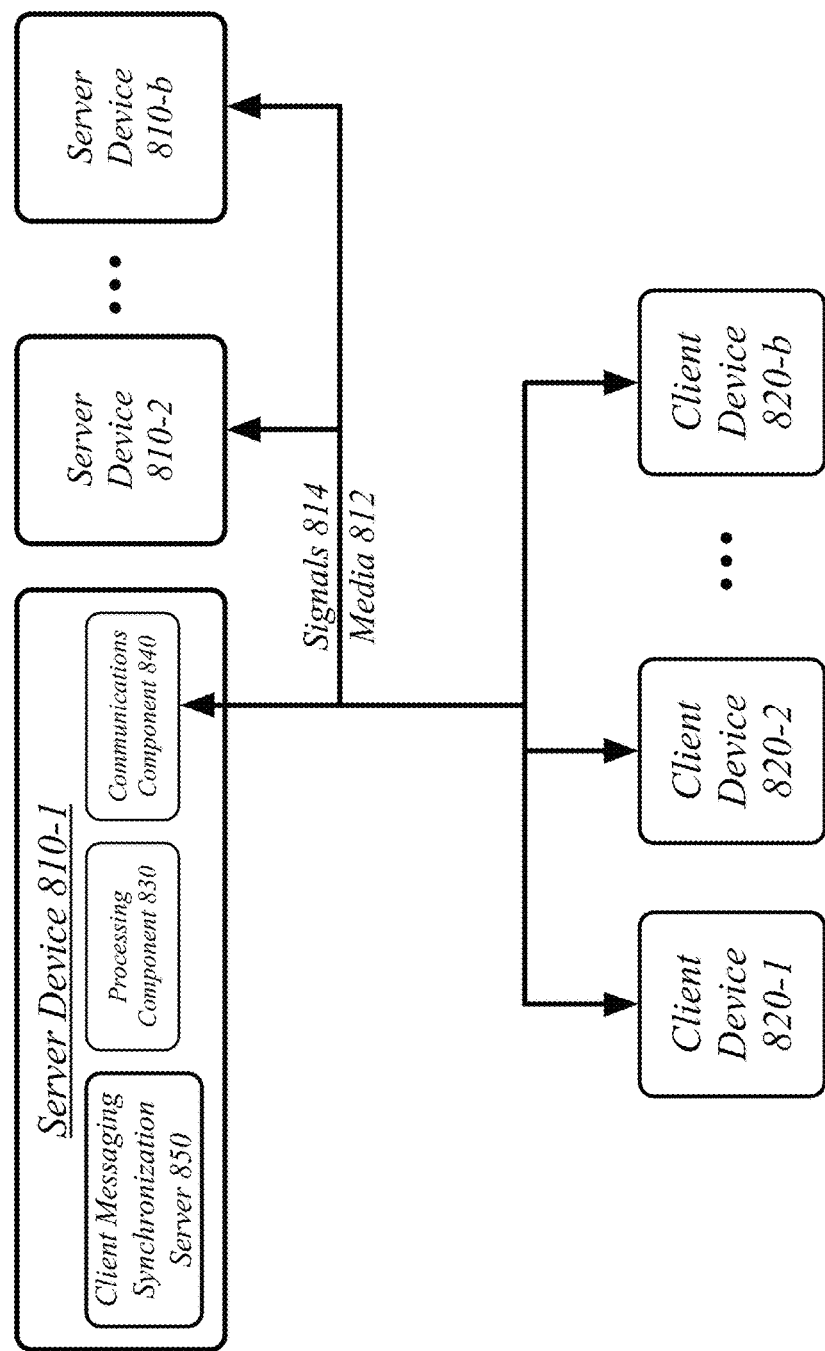 Server Device 810-1
Client Messaging
Synchronization
Server 850
Processing
Component 830
Communications
Component 840
Server
Device
810-2
...
Server
Device
810-b
Signals 814
Media 812
Client
Device
820-1
Client
Device
820-2
...
Client
Device
820-b